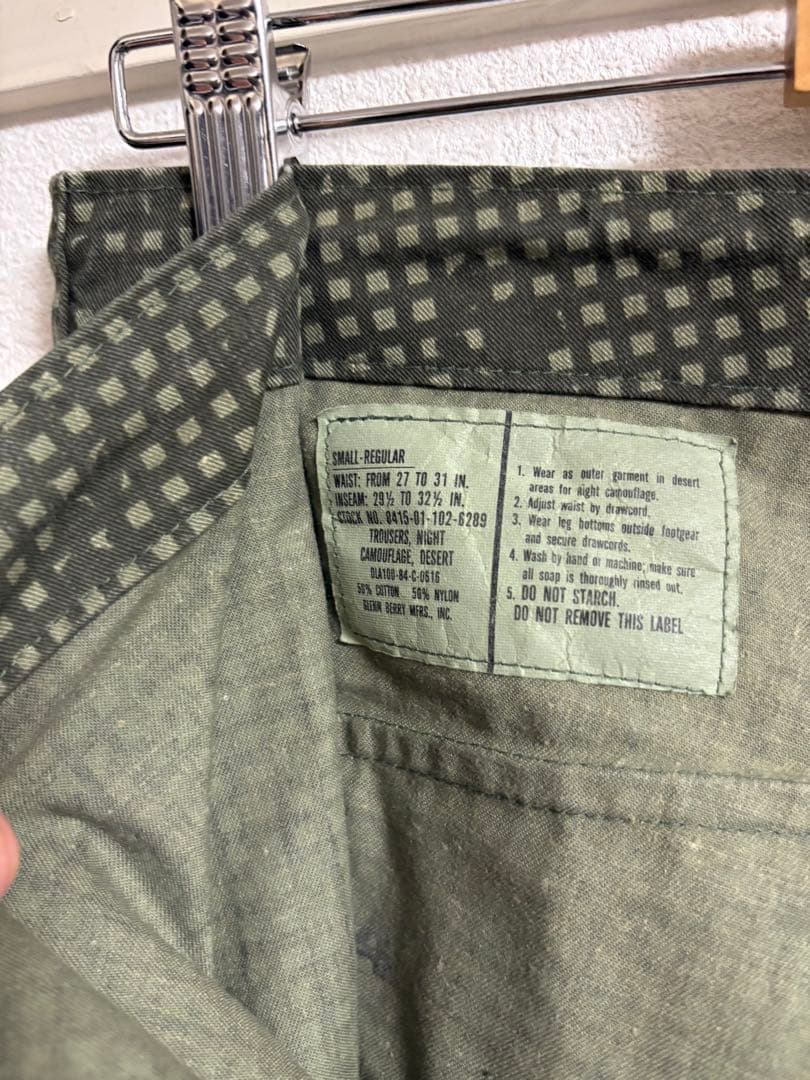 SMALL-REGULAR
WAIST: FROM 27 TO 31 IN.
INSEAM: 29½ TO 32½ IN.
STOCK NO. 8415-01-102-6289
TROUSERS, NIGHT
CAMOUFLAGE, DESERT
DLA100-84-C-0616
50% COTTON 50% NYLON
GLENN BERRY MFRS., INC.
1. Wear as outer garment in desert
areas for night camouflage.
2. Adjust waist by drawcord.
3. Wear leg bottoms outside footgear
and secure drawcords.
4. Wash by hand or machine; make sure
all soap is thoroughly rinsed out.
5. DO NOT STARCH.
DO NOT REMOVE THIS LABEL